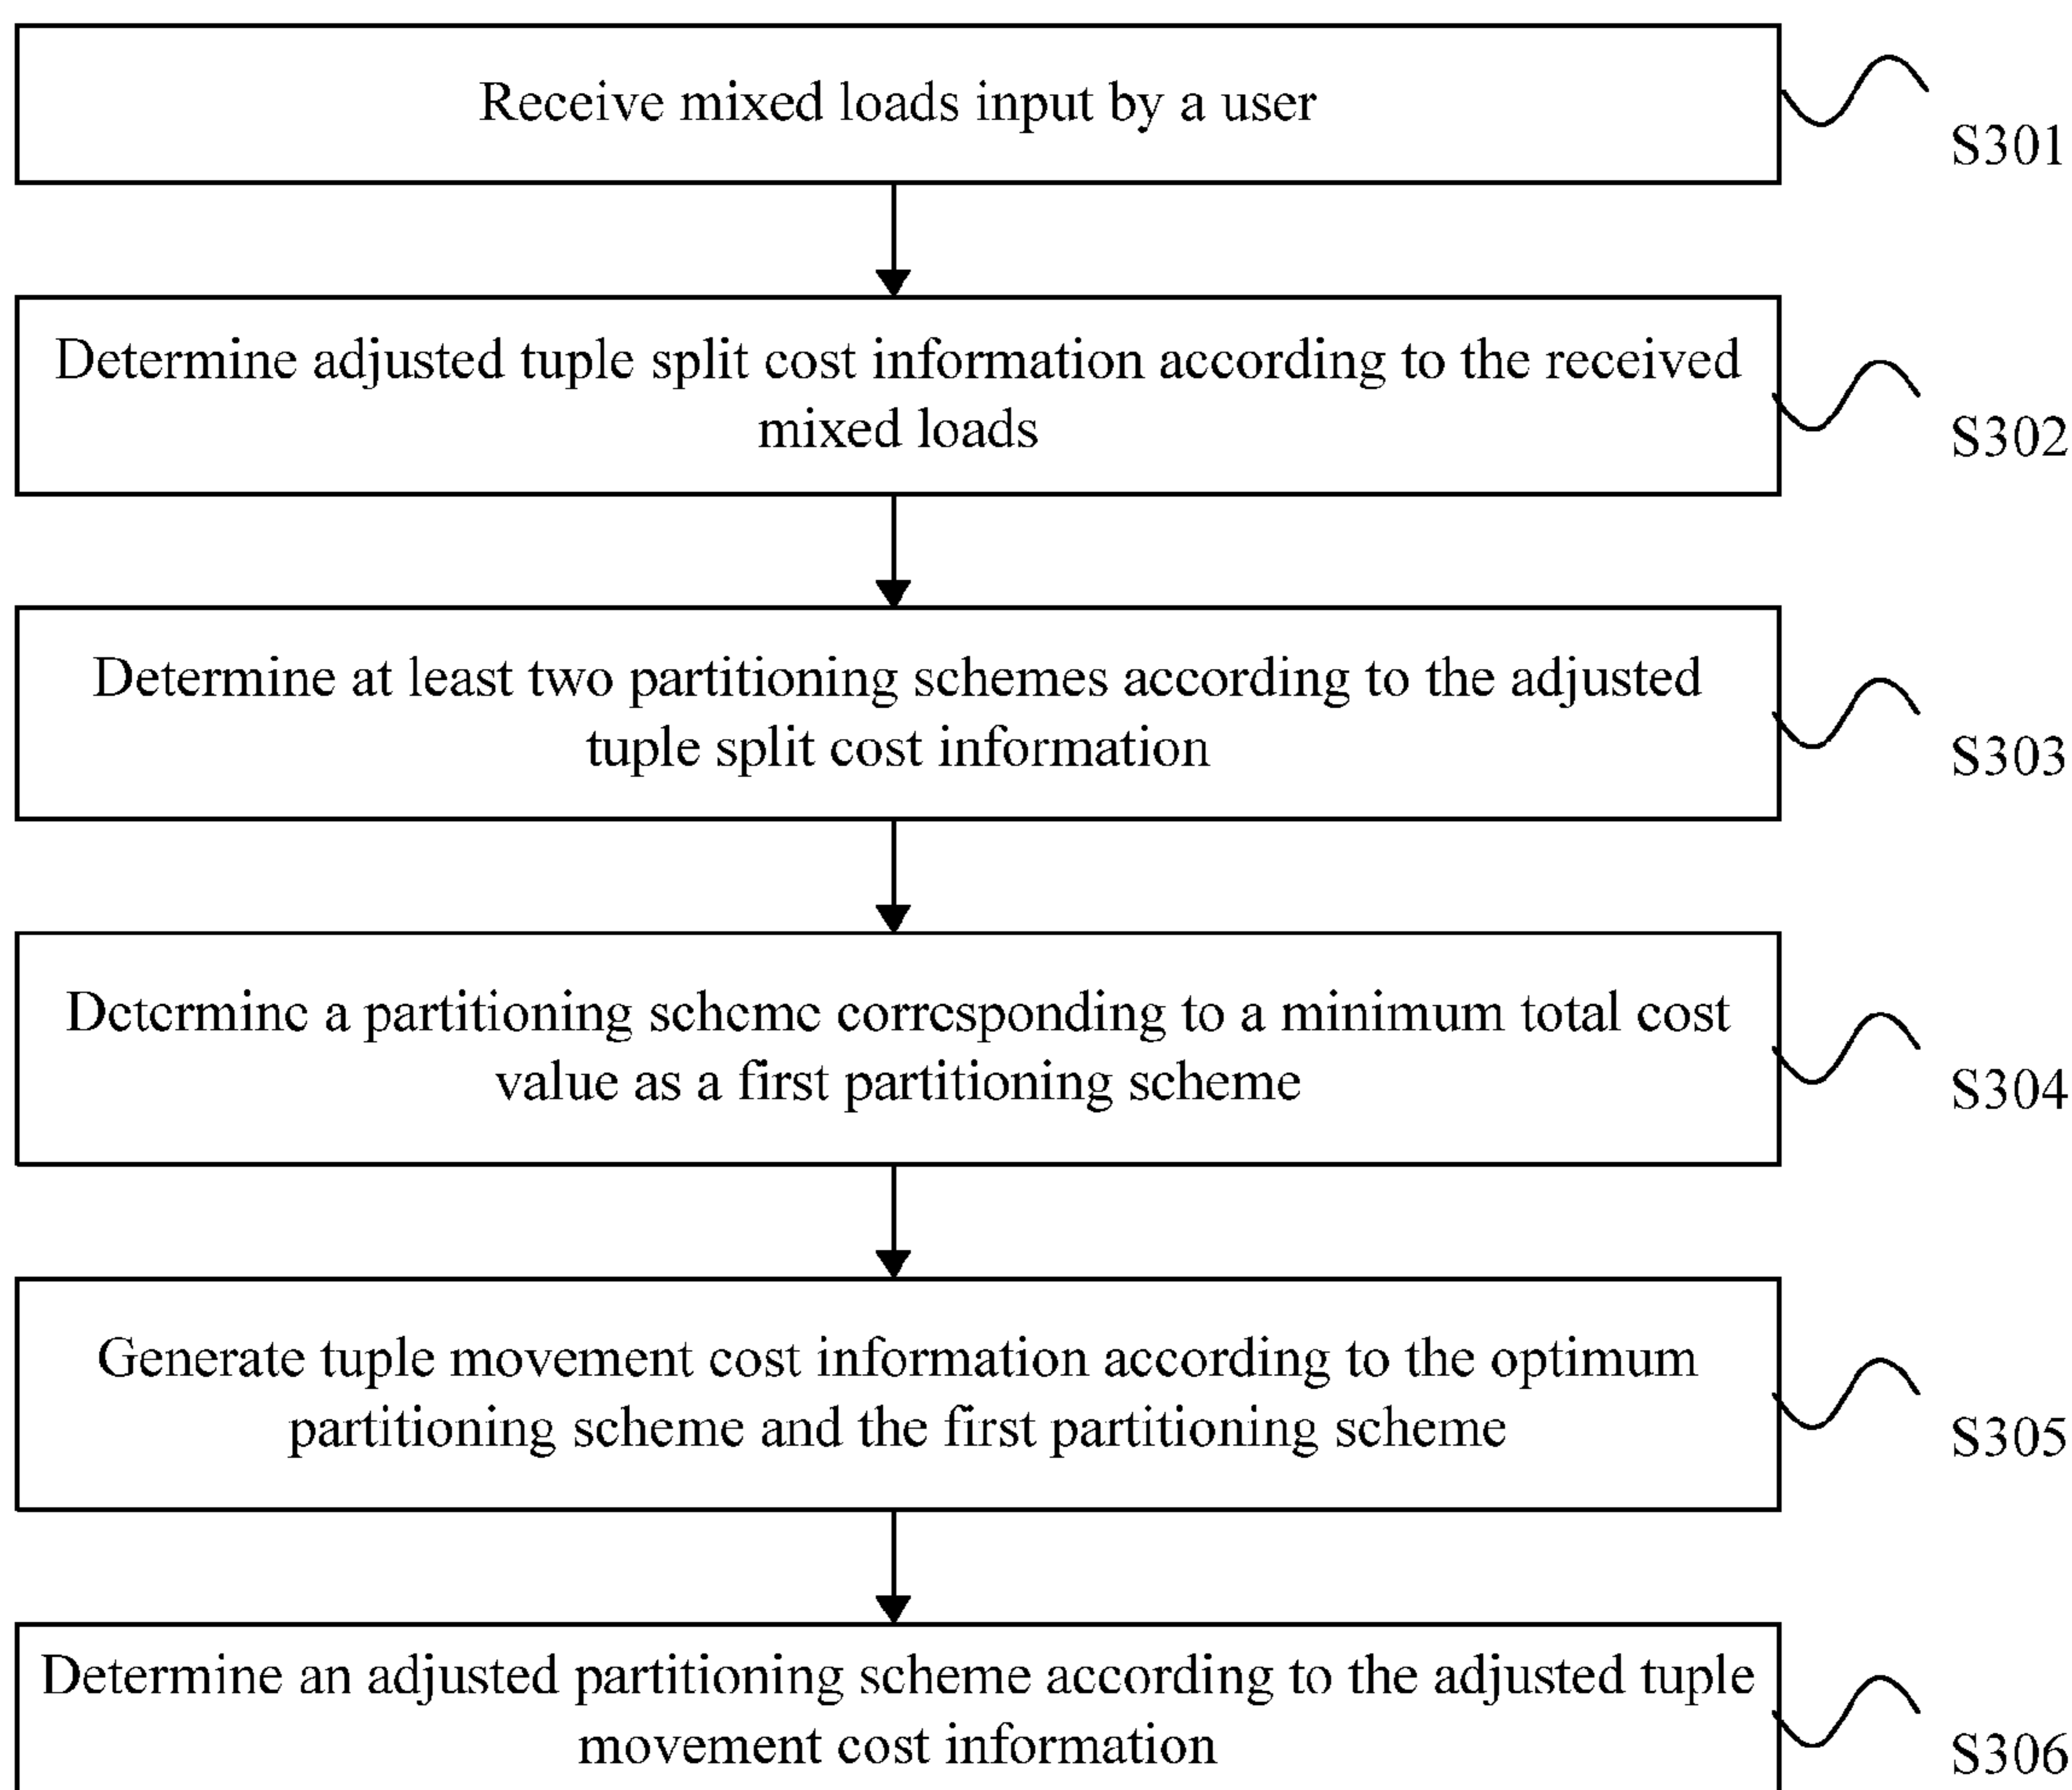 Receive mixed loads input by a user
S301
Determine adjusted tuple split cost information according to the received
mixed loads
S302
Determine at least two partitioning schemes according to the adjusted
tuple split cost information
S303
Determine a partitioning scheme corresponding to a minimum total cost
value as a first partitioning scheme
S304
Generate tuple movement cost information according to the optimum
partitioning scheme and the first partitioning scheme
S305
Determine an adjusted partitioning scheme according to the adjusted tuple
movement cost information
S306